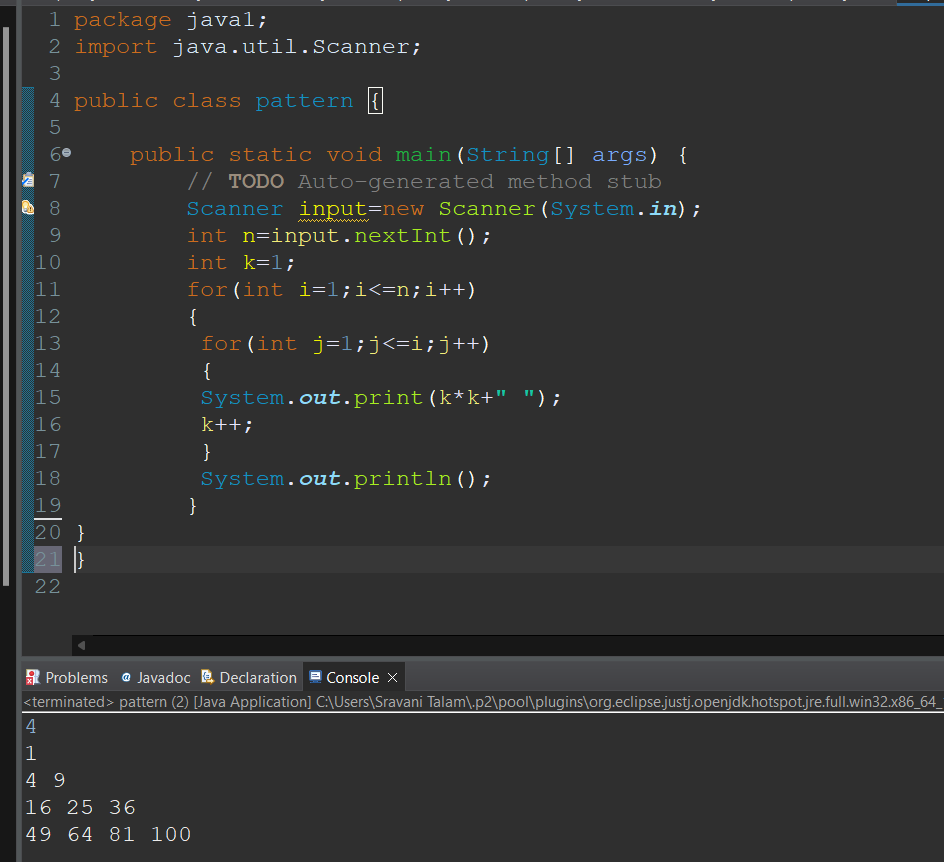 1 package java1;
2 import java.util.Scanner;
3
4 public class pattern {
5
6 public static void main(String[] args) {
7 // TODO Auto-generated method stub
8 Scanner input=new Scanner(System.in);
9 int n=input.nextInt();
10 int k=1;
11 for(int i=1;i<=n;i++)
12 {
13 for(int j=1;j<=i;j++)
14 {
15 System.out.print(k*k+" ");
16 k++;
17 }
18 System.out.println();
19 }
20 }
21 }
22
Problems Javadoc Declaration Console
<terminated> pattern (2) [Java Application] C:\Users\Sravani Talam\.p2\pool\plugins\org.eclipse.justj.openjdk.hotspot.jre.full.win32.x86_64_
4
1
4 9
16 25 36
49 64 81 100